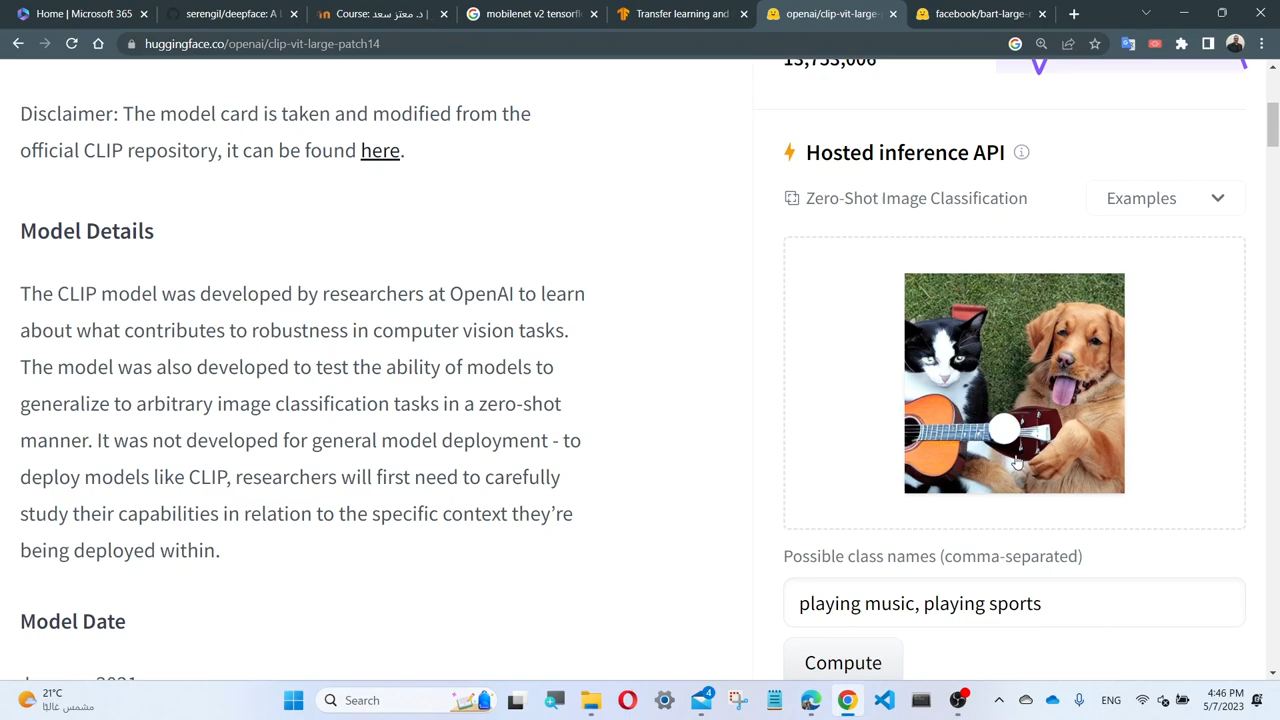 Home | Microsoft 365
serengil/deepface: A L
Course: د. معتز سعد |
mobilenet v2 tensorfl
Transfer learning and
openai/clip-vit-large-
facebook/bart-large-
huggingface.co/openai/clip-vit-large-patch14
13,753,006
Disclaimer: The model card is taken and modified from the
official CLIP repository, it can be found here.
Model Details
The CLIP model was developed by researchers at OpenAI to learn
about what contributes to robustness in computer vision tasks.
The model was also developed to test the ability of models to
generalize to arbitrary image classification tasks in a zero-shot
manner. It was not developed for general model deployment - to
deploy models like CLIP, researchers will first need to carefully
study their capabilities in relation to the specific context they’re
being deployed within.
Model Date
Hosted inference API
Zero-Shot Image Classification
Examples
Possible class names (comma-separated)
playing music, playing sports
Compute
21°C
مشمس غالبًا
Search
4
ENG
4:46 PM
5/7/2023